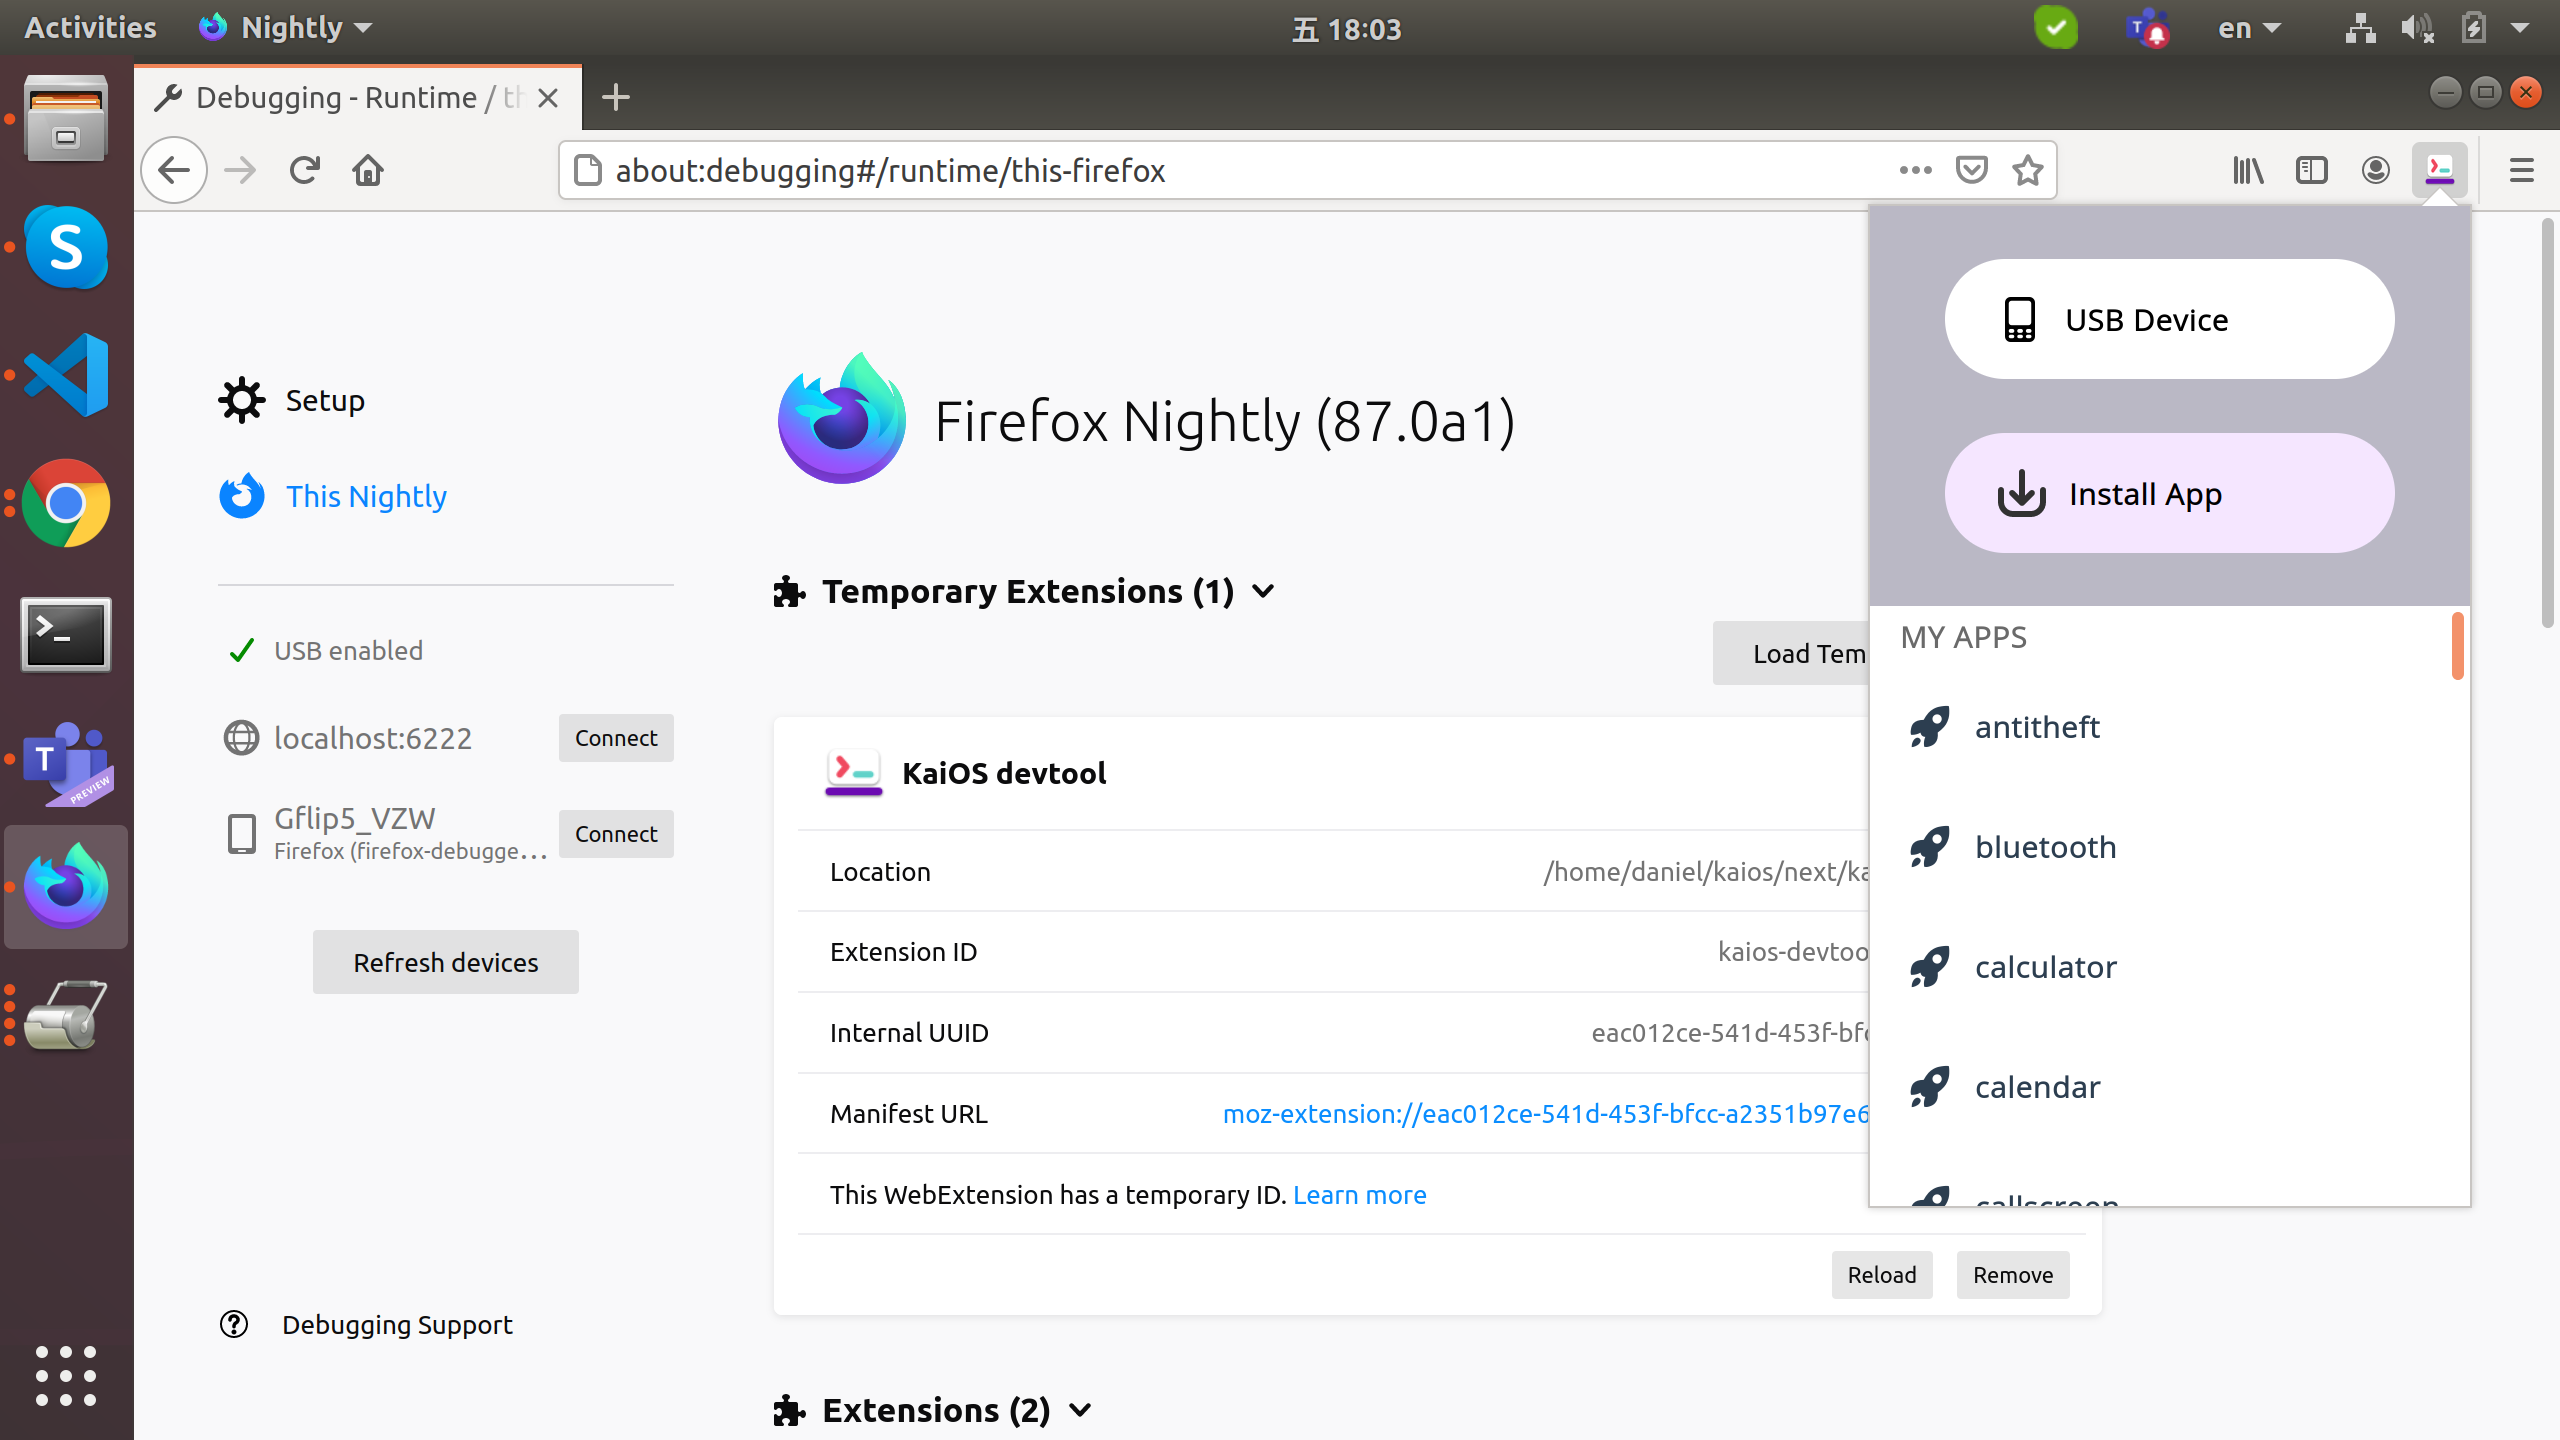 Activities
Nightly
五 18:03
en
Debugging - Runtime / th
about:debugging#/runtime/this-firefox
USB Device
Install App
MY APPS
antitheft
bluetooth
calculator
calendar
callscreen
Setup
This Nightly
USB enabled
localhost:6222
Connect
Gflip5_VZW
Firefox (firefox-debugge...
Connect
Refresh devices
Debugging Support
Firefox Nightly (87.0a1)
Temporary Extensions (1)
Load Tem
KaiOS devtool
Location
/home/daniel/kaios/next/ka
Extension ID
kaios-devtoo
Internal UUID
eac012ce-541d-453f-bfc
Manifest URL
moz-extension://eac012ce-541d-453f-bfcc-a2351b97e6
This WebExtension has a temporary ID. Learn more
Reload
Remove
Extensions (2)
S
T
PREVIEW
T